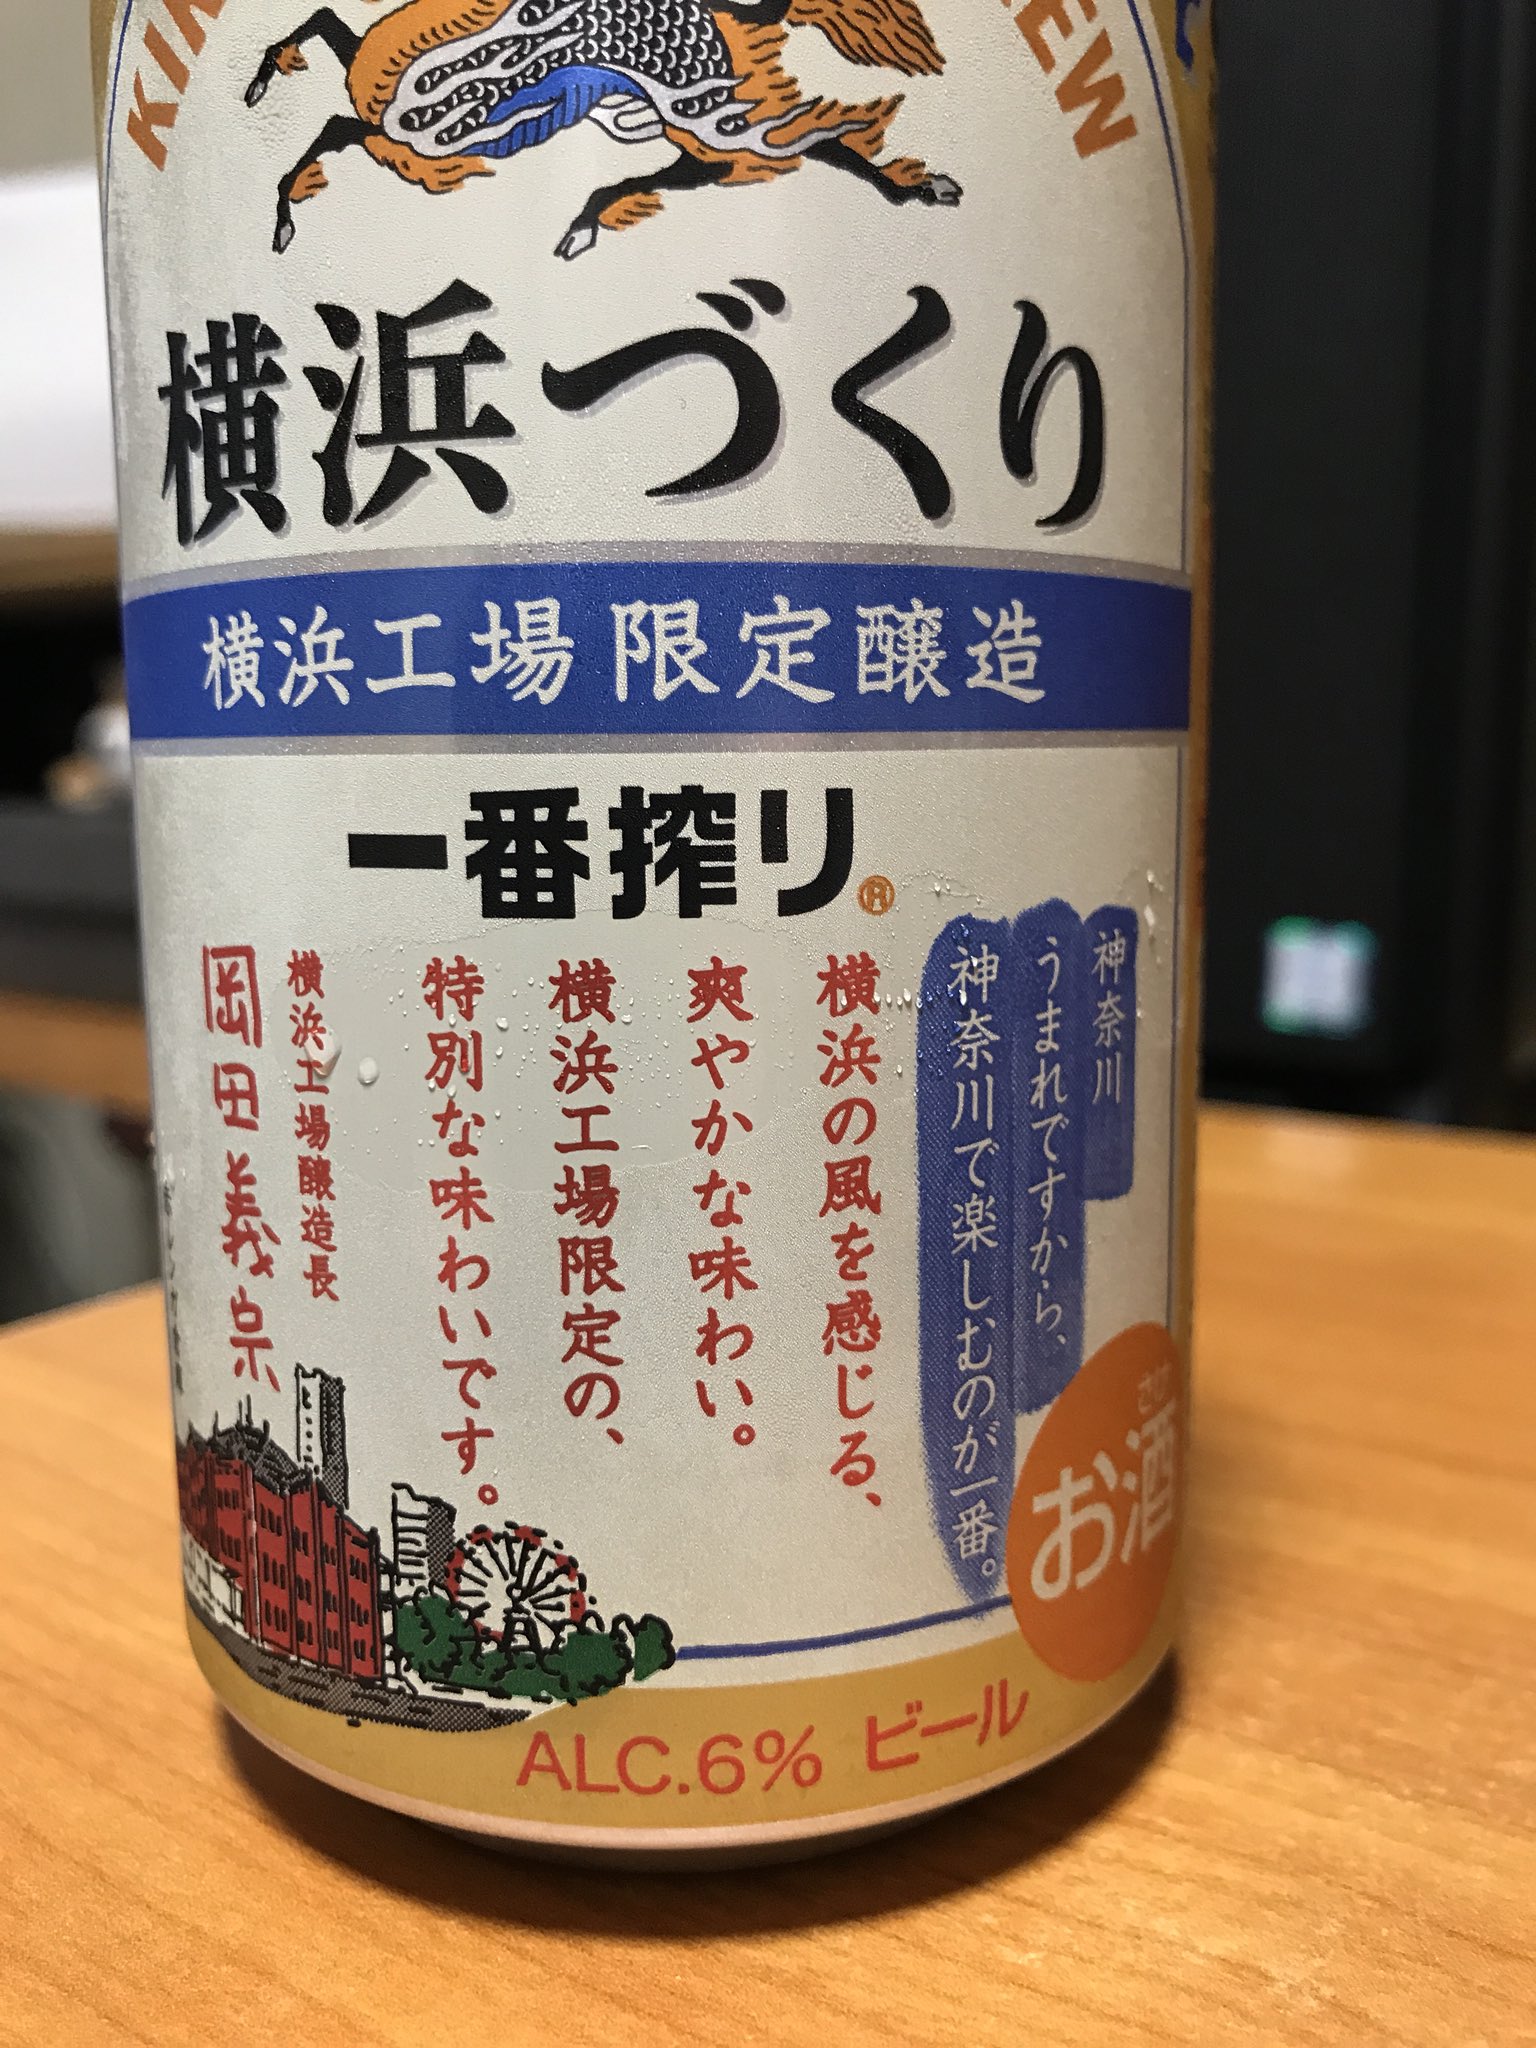 横浜づくり
横浜工場 限定醸造
一番搾り®
神奈川
うまれですから、
神奈川で楽しむのが一番。
横浜の風を感じる、
爽やかな味わい。
横浜工場限定の、
特別な味わいです。
横浜工場醸造長
岡田義宗
お酒
ALC.6% ビール